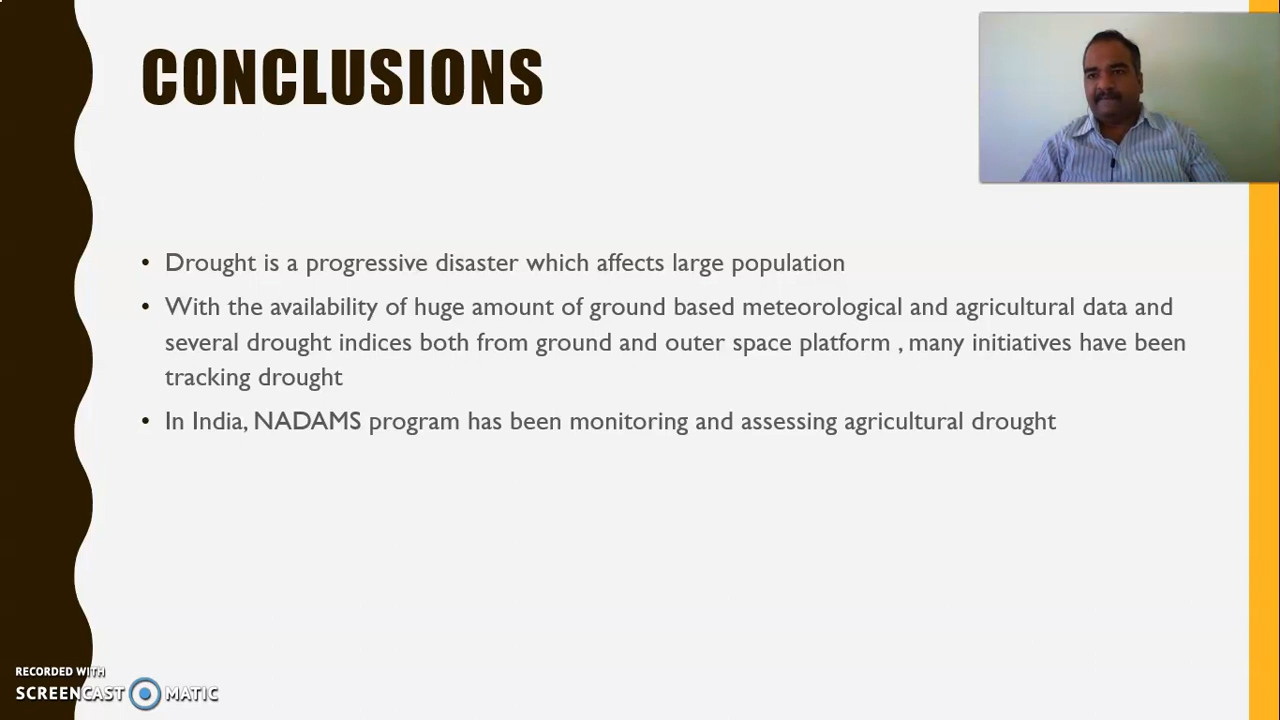 CONCLUSIONS
• Drought is a progressive disaster which affects large population
• With the availability of huge amount of ground based meteorological and agricultural data and
several drought indices both from ground and outer space platform , many initiatives have been
tracking drought
• In India, NADAMS program has been monitoring and assessing agricultural drought
RECORDED WITH
SCREENCAST MATIC